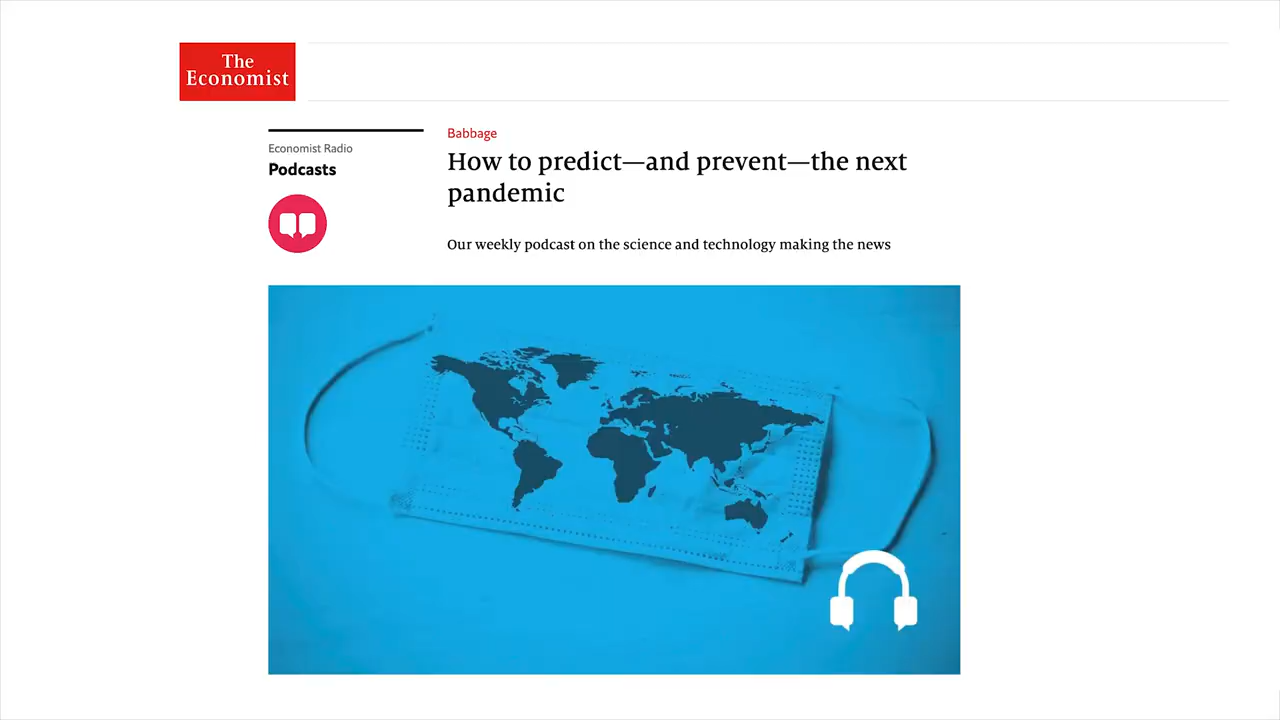 The
Economist
Economist Radio
Podcasts
Babbage
How to predict—and prevent—the next
pandemic
Our weekly podcast on the science and technology making the news